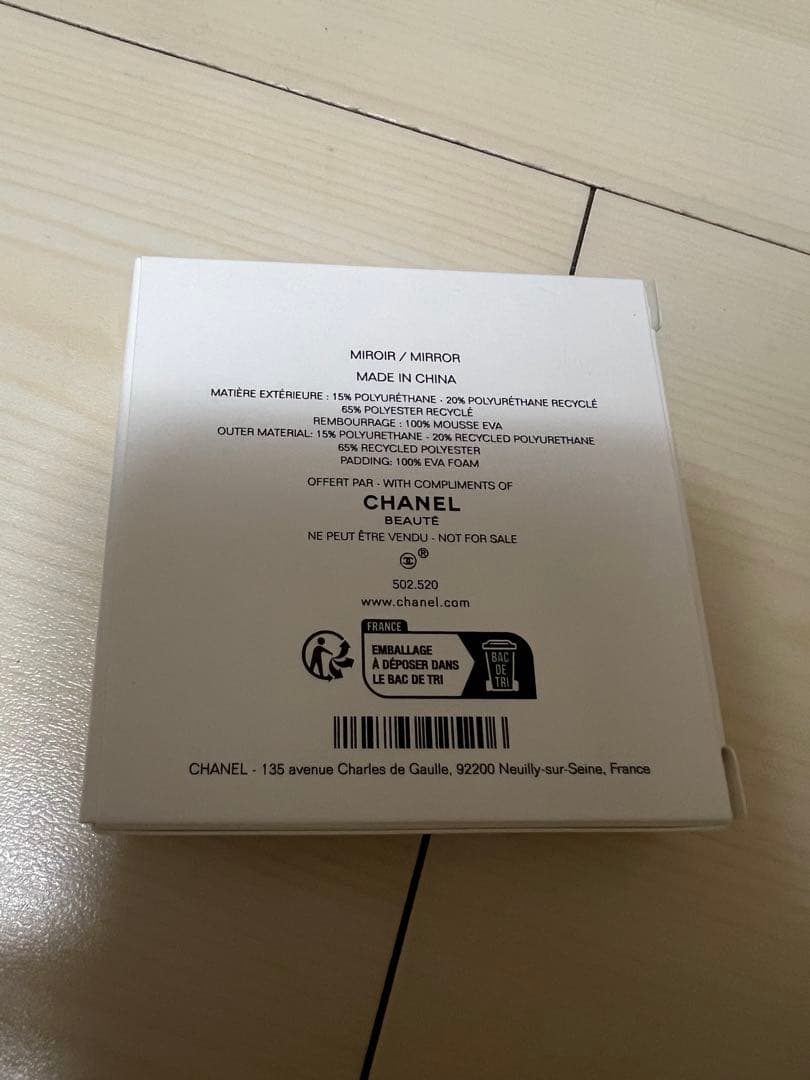 MIROIR / MIRROR
MADE IN CHINA
MATIÈRE EXTÉRIEURE : 15% POLYURÉTHANE - 20% POLYURÉTHANE RECYCLÉ
65% POLYESTER RECYCLÉ
REMBOURRAGE : 100% MOUSSE EVA
OUTER MATERIAL: 15% POLYURETHANE - 20% RECYCLED POLYURETHANE
65% RECYCLED POLYESTER
PADDING: 100% EVA FOAM
OFFERT PAR - WITH COMPLIMENTS OF
CHANEL
BEAUTÉ
NE PEUT ÊTRE VENDU - NOT FOR SALE
®
502.520
www.chanel.com
FRANCE
EMBALLAGE
À DÉPOSER DANS
LE BAC DE TRI
BAC
DE
TRI
CHANEL - 135 avenue Charles de Gaulle, 92200 Neuilly-sur-Seine, France